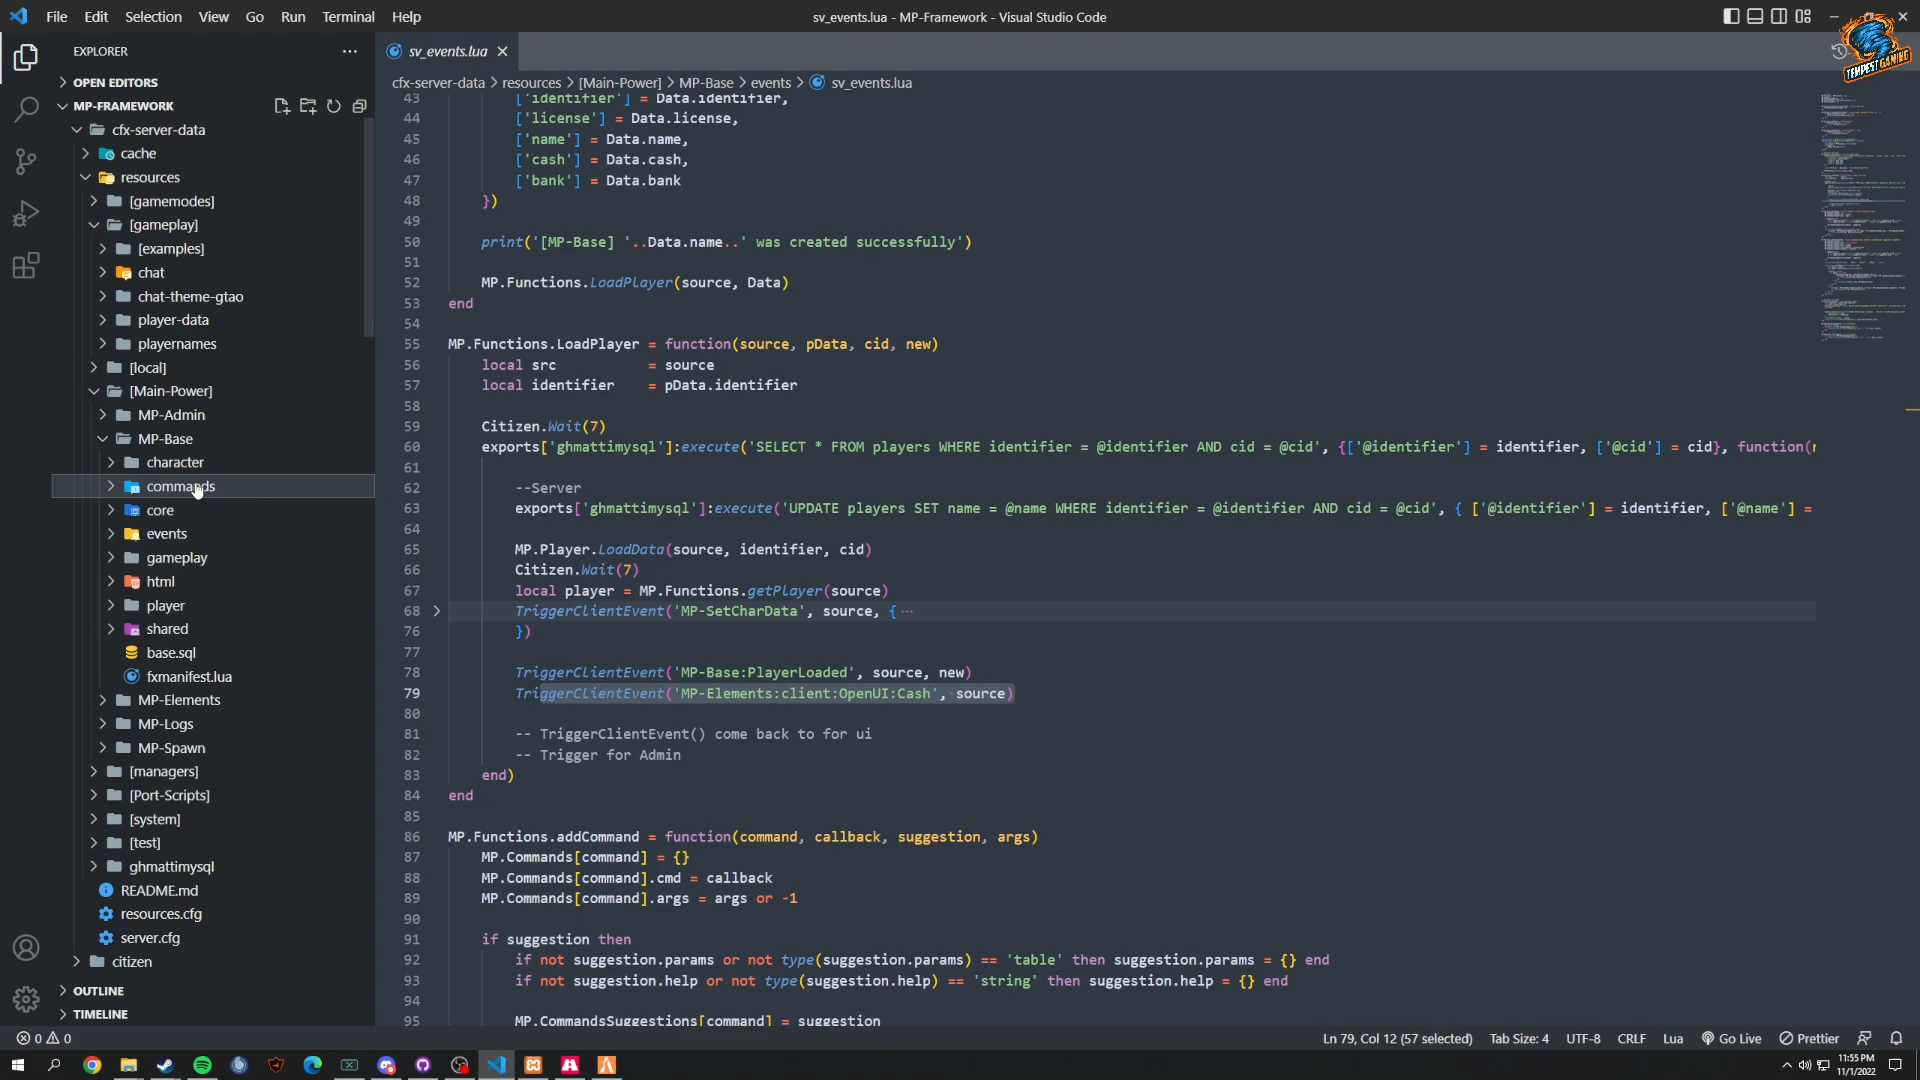 File Edit Selection View Go Run Terminal Help
sv_events.lua - MP-Framework - Visual Studio Code
TEMPEST GAMING
EXPLORER
OPEN EDITORS
MP-FRAMEWORK
cfx-server-data
cache
resources
[gamemodes]
[gameplay]
[examples]
chat
chat-theme-gtao
player-data
playernames
[local]
[Main-Power]
MP-Admin
MP-Base
character
commands
core
events
gameplay
html
player
shared
base.sql
fxmanifest.lua
MP-Elements
MP-Logs
MP-Spawn
[managers]
[Port-Scripts]
[system]
[test]
ghmattimysql
README.md
resources.cfg
server.cfg
citizen
OUTLINE
TIMELINE
sv_events.lua
cfx-server-data > resources > [Main-Power] > MP-Base > events > sv_events.lua
43 ['identifier'] = Data.identifier,
44 ['license'] = Data.license,
45 ['name'] = Data.name,
46 ['cash'] = Data.cash,
47 ['bank'] = Data.bank
48 })
49
50 print('[MP-Base] '..Data.name..' was created successfully')
51
52 MP.Functions.LoadPlayer(source, Data)
53 end
54
55 MP.Functions.LoadPlayer = function(source, pData, cid, new)
56 local src = source
57 local identifier = pData.identifier
58
59 Citizen.Wait(7)
60 exports['ghmattimysql']:execute('SELECT * FROM players WHERE identifier = @identifier AND cid = @cid', {['@identifier'] = identifier, ['@cid'] = cid}, function(r
61
62 --Server
63 exports['ghmattimysql']:execute('UPDATE players SET name = @name WHERE identifier = @identifier AND cid = @cid', { ['@identifier'] = identifier, ['@name'] =
64
65 MP.Player.LoadData(source, identifier, cid)
66 Citizen.Wait(7)
67 local player = MP.Functions.getPlayer(source)
68 TriggerClientEvent('MP-SetCharData', source, { ...
76 })
77
78 TriggerClientEvent('MP-Base:PlayerLoaded', source, new)
79 TriggerClientEvent('MP-Elements:client:OpenUI:Cash', source)
80
81 -- TriggerClientEvent() come back to for ui
82 -- Trigger for Admin
83 end)
84 end
85
86 MP.Functions.addCommand = function(command, callback, suggestion, args)
87 MP.Commands[command] = {}
88 MP.Commands[command].cmd = callback
89 MP.Commands[command].args = args or -1
90
91 if suggestion then
92 if not suggestion.params or not type(suggestion.params) == 'table' then suggestion.params = {} end
93 if not suggestion.help or not type(suggestion.help) == 'string' then suggestion.help = {} end
94
95 MP.CommandsSuggestions[command] = suggestion
0 0
Ln 79, Col 12 (57 selected) Tab Size: 4 UTF-8 CRLF Lua Go Live Prettier
11:55 PM
11/1/2022